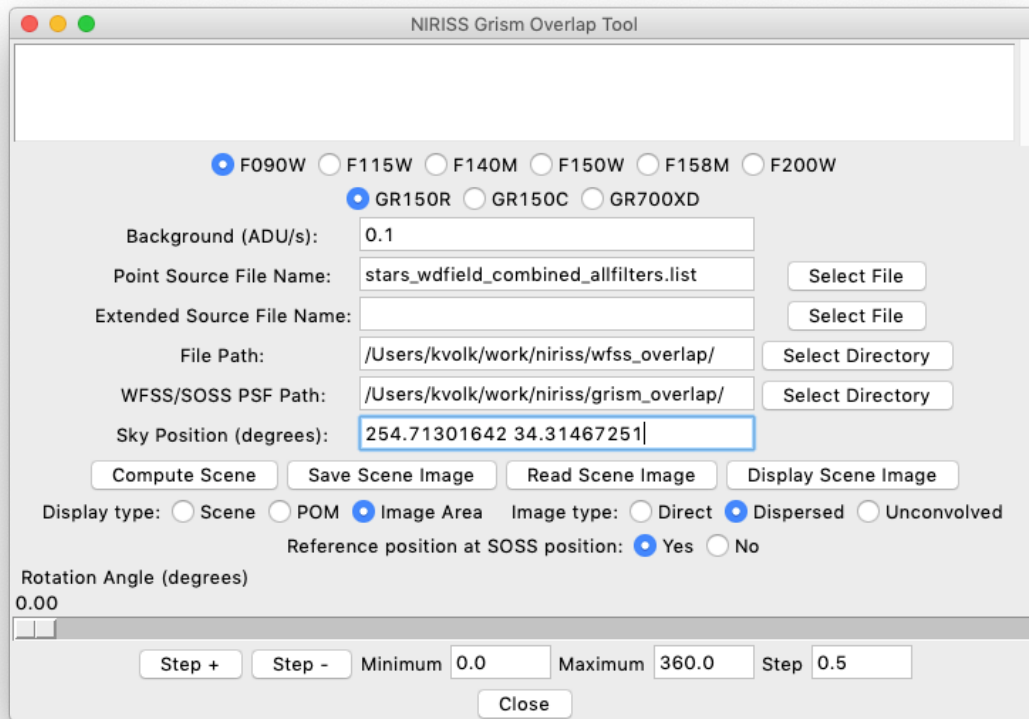 NIRISS Grism Overlap Tool
F090W F115W F140M F150W F158M F200W
GR150R GR150C GR700XD
Background (ADU/s): 0.1
Point Source File Name: stars_wdfield_combined_allfilters.list Select File
Extended Source File Name: Select File
File Path: /Users/kvolk/work/niriss/wfss_overlap/ Select Directory
WFSS/SOSS PSF Path: /Users/kvolk/work/niriss/grism_overlap/ Select Directory
Sky Position (degrees): 254.71301642 34.31467251
Compute Scene Save Scene Image Read Scene Image Display Scene Image
Display type: Scene POM Image Area Image type: Direct Dispersed Unconvolved
Reference position at SOSS position: Yes No
Rotation Angle (degrees)
0.00
Step + Step - Minimum 0.0 Maximum 360.0 Step 0.5
Close